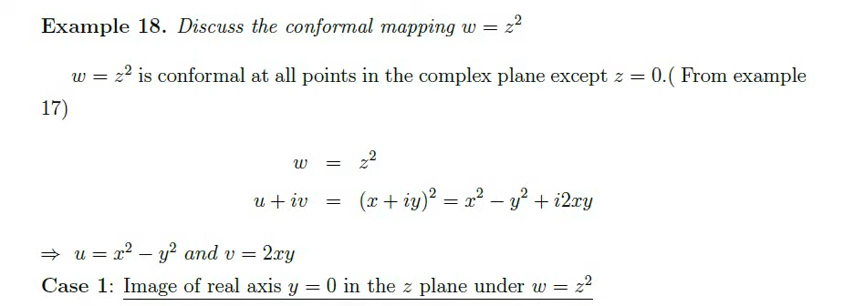 Example 18. Discuss the conformal mapping w = z²
w = z² is conformal at all points in the complex plane except z = 0.( From example
17)
w = z²
u + iv = (x + iy)² = x² − y² + i2xy
⇒ u = x² − y² and v = 2xy
Case 1: Image of real axis y = 0 in the z plane under w = z²